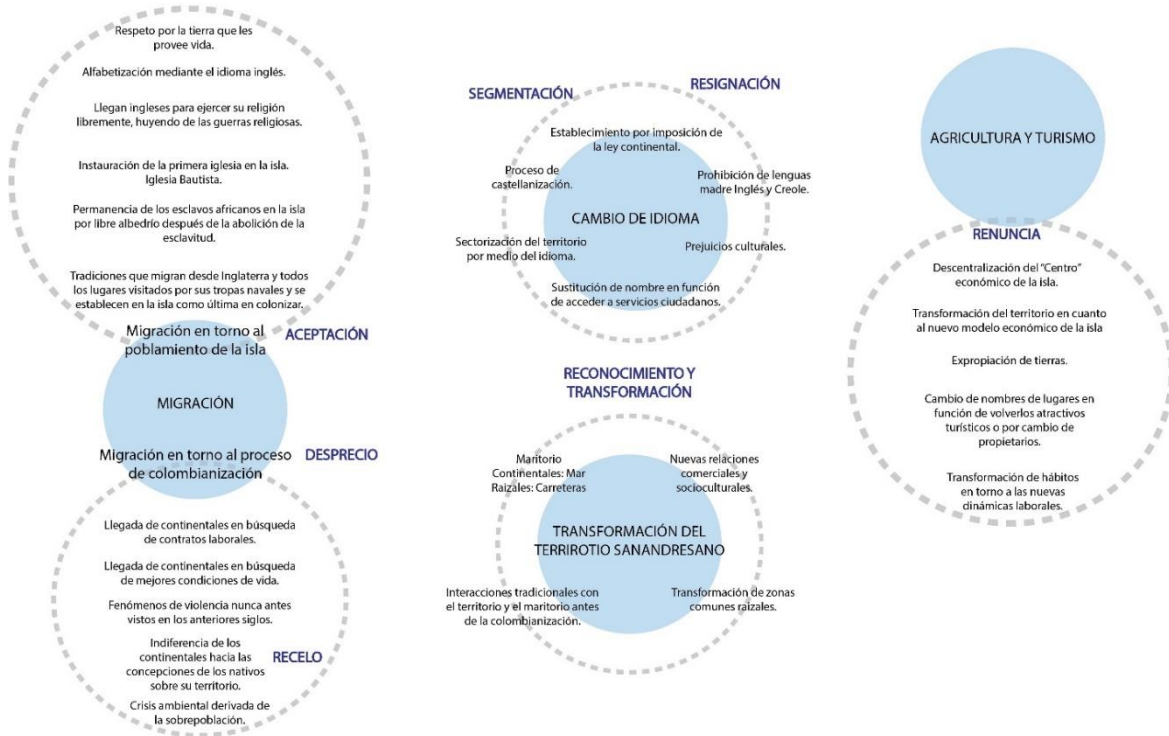 Respeto por la tierra que les
provee vida.
Alfabetización mediante el idioma inglés.
Llegan ingleses para ejercer su religión
libremente, huyendo de las guerras religiosas.
Instauración de la primera iglesia en la isla.
Iglesia Bautista.
Permanencia de los esclavos africanos en la isla
por libre albedrío después de la abolición de la
esclavitud.
Tradiciones que migran desde Inglaterra y todos
los lugares visitados por sus tropas navales y se
establecen en la isla como última en colonizar.
Migración en torno al
poblamiento de la isla
ACEPTACIÓN
MIGRACIÓN
Migración en torno al proceso
de colombianización
DESPRECIO
Llegada de continentales en búsqueda
de contratos laborales.
Llegada de continentales en búsqueda
de mejores condiciones de vida.
Fenómenos de violencia nunca antes
vistos en los anteriores siglos.
Indiferencia de los
continentales hacia las
concepciones de los nativos
sobre su territorio.
RECELO
Crisis ambiental derivada de
la sobrepoblación.
SEGMENTACIÓN
RESIGNACIÓN
Establecimiento por imposición de
la ley continental.
Proceso de
castellanización.
Prohibición de lenguas
madre Inglés y Creole.
CAMBIO DE IDIOMA
Sectorización del territorio
por medio del idioma.
Prejuicios culturales.
Sustitución de nombre en función
de acceder a servicios ciudadanos.
RECONOCIMIENTO Y
TRANSFORMACIÓN
Maritorio
Continentales: Mar
Raizales: Carreteras
Nuevas relaciones
comerciales y
socioculturales.
TRANSFORMACIÓN DEL
TERRIROTIO SANANDRESANO
Interacciones tradicionales con
el territorio y el maritorio antes
de la colombianización.
Transformación de zonas
comunes raizales.
AGRICULTURA Y TURISMO
RENUNCIA
Descentralización del "Centro"
económico de la isla.
Transformación del territorio en cuanto
al nuevo modelo económico de la isla
Expropiación de tierras.
Cambio de nombres de lugares en
función de volverlos atractivos
turísticos o por cambio de
propietarios.
Transformación de hábitos
en torno a las nuevas
dinámicas laborales.